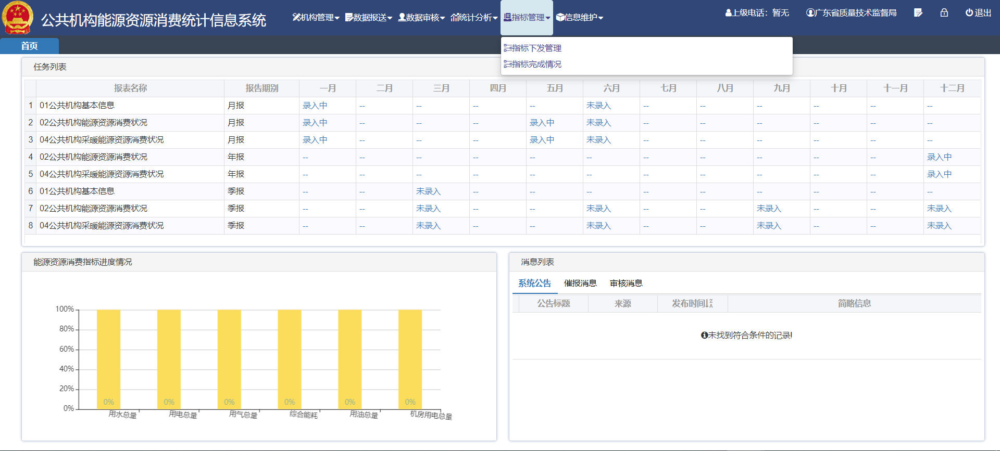 公共机构能源资源消费统计信息系统
机构管理 数据报送 数据审核 统计分析 指标管理 信息维护
上级电话：暂无 广东省质量技术监督局 退出
首页
指标下发管理
指标完成情况
任务列表
报表名称 报告期别 一月 二月 三月 四月 五月 六月 七月 八月 九月 十月 十一月 十二月
1 01公共机构基本信息 月报 录入中 -- -- -- -- 未录入 -- -- -- -- -- --
2 02公共机构能源资源消费状况 月报 录入中 -- -- -- 录入中 未录入 -- -- -- -- -- --
3 04公共机构采暖能源资源消费状况 月报 录入中 -- -- -- 录入中 未录入 -- -- -- -- -- --
4 02公共机构能源资源消费状况 年报 -- -- -- -- -- -- -- -- -- -- -- 录入中
5 04公共机构采暖能源资源消费状况 年报 -- -- -- -- -- -- -- -- -- -- -- 录入中
6 01公共机构基本信息 季报 -- -- 未录入 -- -- -- -- -- -- -- -- --
7 02公共机构能源资源消费状况 季报 -- -- 未录入 -- -- 未录入 -- -- 未录入 -- -- 未录入
8 04公共机构采暖能源资源消费状况 季报 -- -- 未录入 -- -- 未录入 -- -- 未录入 -- -- 未录入
能源资源消费指标进度情况
100%
80%
60%
40%
20%
0%
0% 0% 0% 0% 0% 0%
用水总量 用电总量 用气总量 综合能耗 用油总量 机房用电总量
消息列表
系统公告 催报消息 审核消息
公告标题 来源 发布时间 简略信息
未找到符合条件的记录!